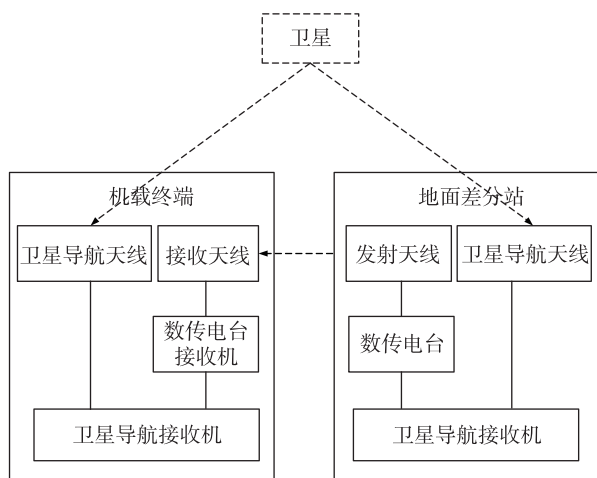 卫星
机载终端
地面差分站
卫星导航天线
接收天线
发射天线
卫星导航天线
数传电台
接收机
数传电台
卫星导航接收机
卫星导航接收机